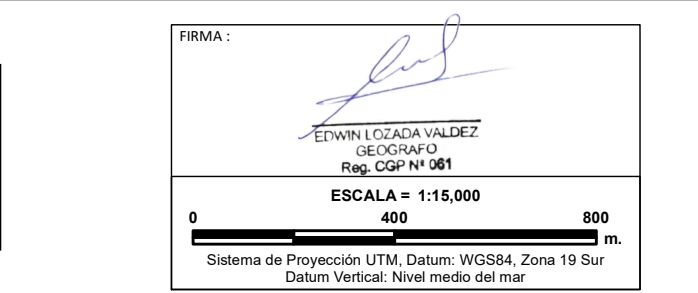 FIRMA :
EDWIN LOZADA VALDEZ
GEOGRAFO
Reg. CGP Nº 061
ESCALA = 1:15,000
0 400 800
m.
Sistema de Proyección UTM, Datum: WGS84, Zona 19 Sur
Datum Vertical: Nivel medio del mar